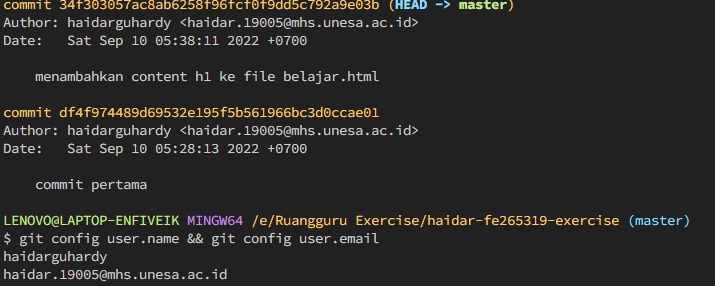 commit 34f303057ac8ab6258f96fcf0f9dd5c792a9e03b (HEAD -> master)
Author: haidarguhardy <haidar.19005@mhs.unesa.ac.id>
Date:   Sat Sep 10 05:38:11 2022 +0700
menambahkan content h1 ke file belajar.html
commit df4f974489d69532e195f5b561966bc3d0ccae01
Author: haidarguhardy <haidar.19005@mhs.unesa.ac.id>
Date:   Sat Sep 10 05:28:13 2022 +0700
commit pertama
LENOVO@LAPTOP-ENFIVEIK MINGW64 /e/Ruangguru Exercise/haidar-fe265319-exercise (master)
$ git config user.name && git config user.email
haidarguhardy
haidar.19005@mhs.unesa.ac.id